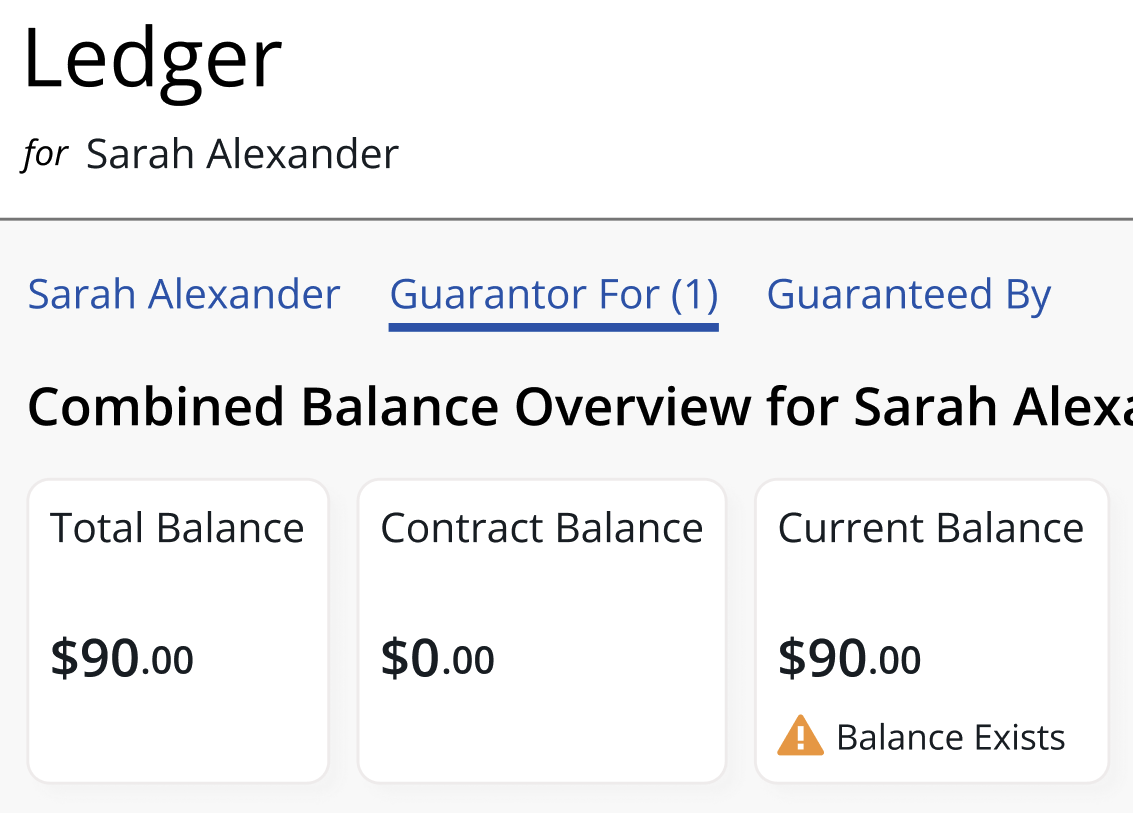 Ledger
for Sarah Alexander
Sarah Alexander Guarantor For (1) Guaranteed By
Combined Balance Overview for Sarah
Total Balance Contract Balance Current Balance
$90.00 $0.00 $90.00
Balance Exists